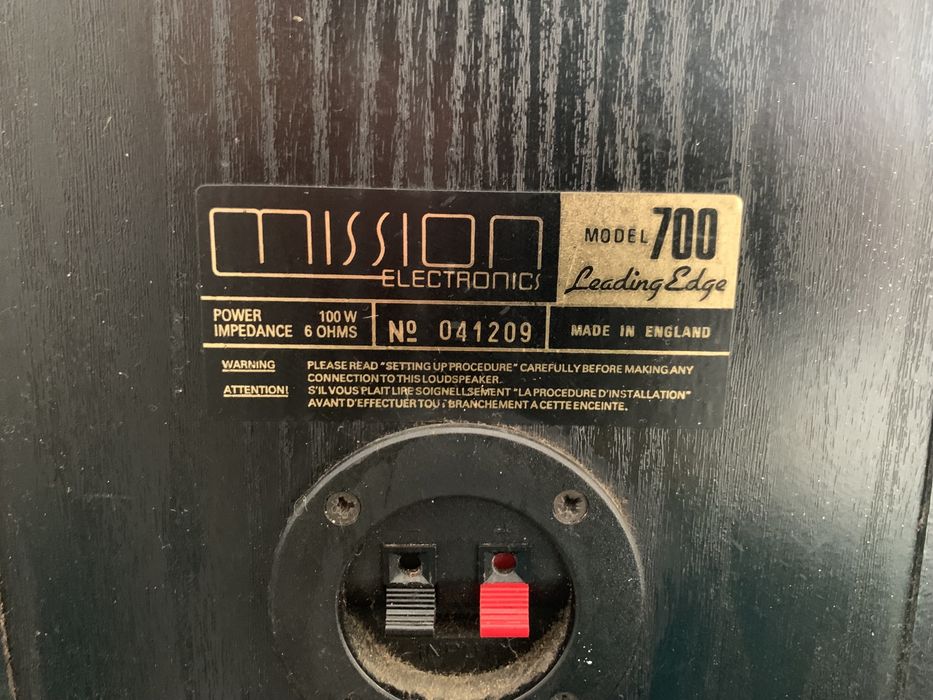 mission
ELECTRONICS
MODEL 700
Leading Edge
POWER 100 W
IMPEDANCE 6 OHMS
Nº 041209
MADE IN ENGLAND
WARNING PLEASE READ "SETTING UP PROCEDURE" CAREFULLY BEFORE MAKING ANY
CONNECTION TO THIS LOUDSPEAKER.
ATTENTION! S'IL VOUS PLAIT LIRE SOIGNELLSEMENT "LA PROCEDURE D'INSTALLATION"
AVANT D'EFFECTUER TOUT BRANCHEMENT A CETTE ENCEINTE.